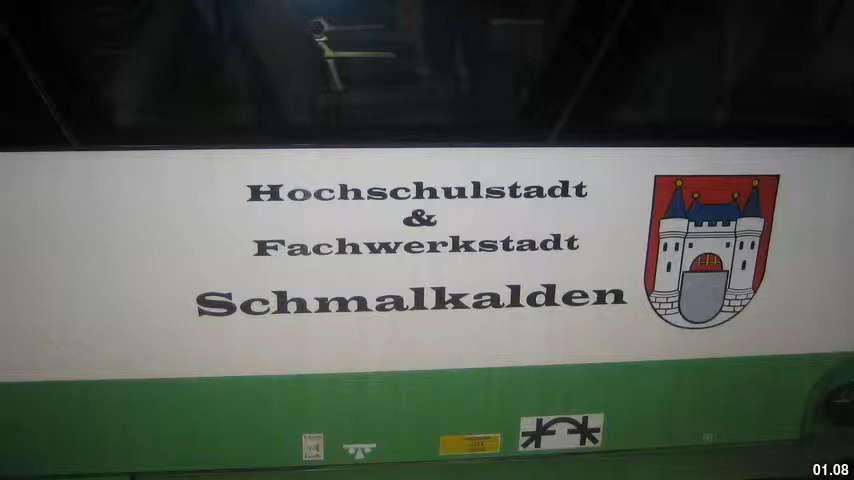 Hochschulstadt
&
Fachwerkstadt
Schmalkalden
01.08